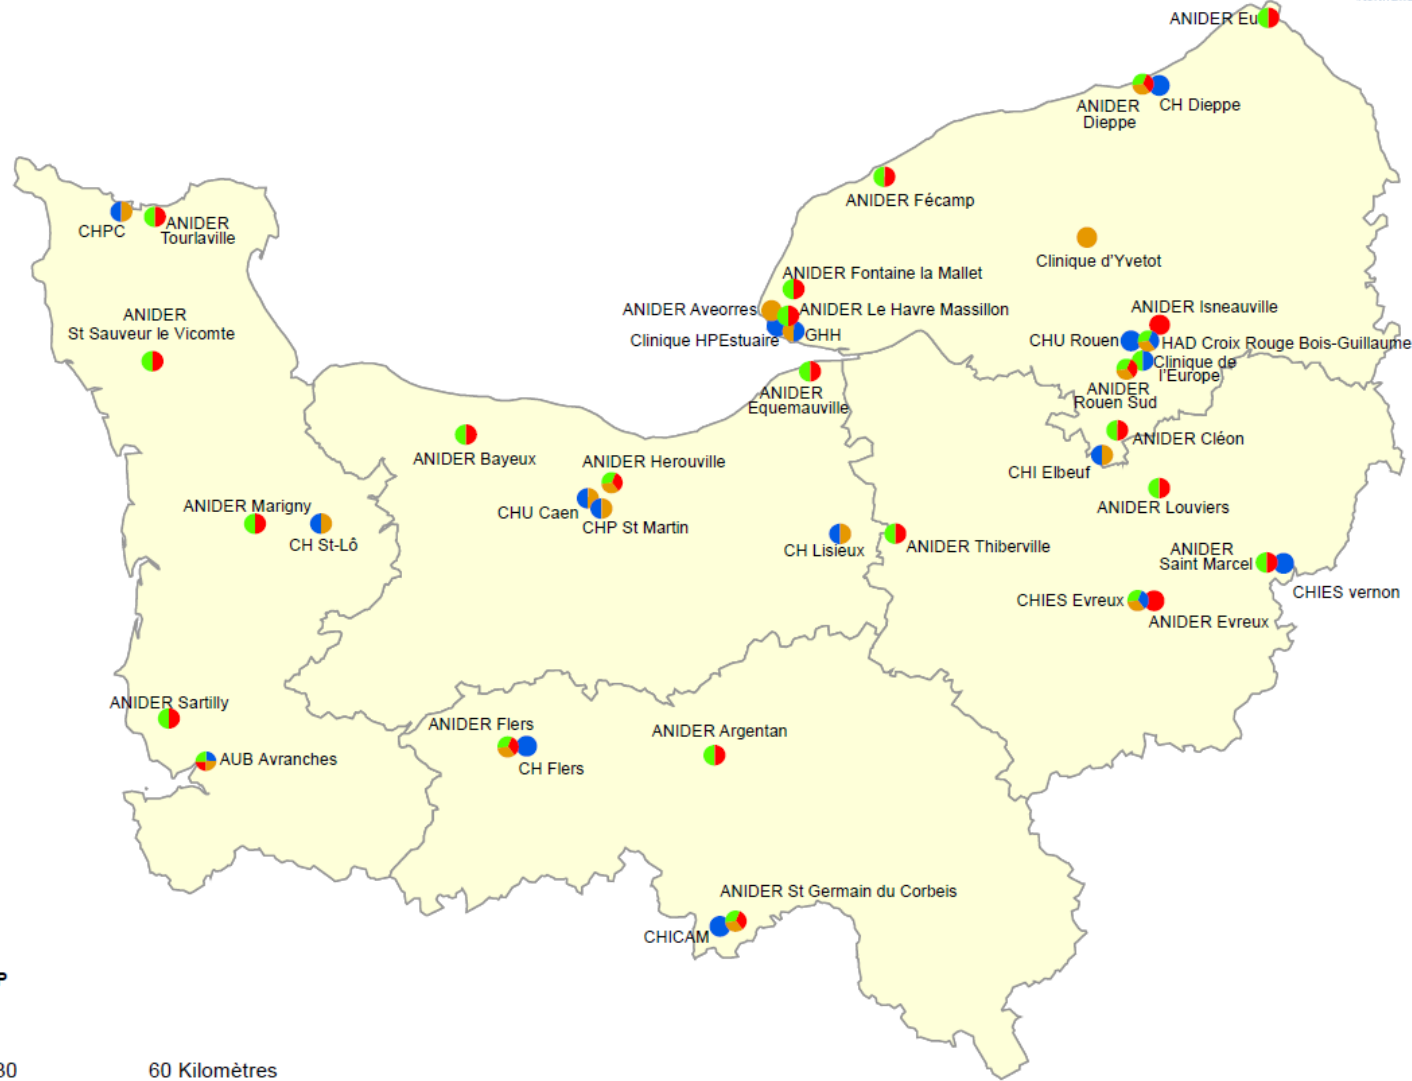 ANIDER Eu
ANIDER
Dieppe
CH Dieppe
ANIDER Fécamp
CHPC
ANIDER
Tourlaville
Clinique d'Yvetot
ANIDER Fontaine la Mallet
ANIDER Aveorres
ANIDER Le Havre Massillon
ANIDER Isneauville
ANIDER
St Sauveur le Vicomte
Clinique HPEstuaire
GHH
CHU Rouen
HAD Croix Rouge Bois-Guillaume
Clinique de
l'Europe
ANIDER
Rouen Sud
ANIDER
Equemauville
ANIDER Cléon
ANIDER Bayeux
ANIDER Herouville
CHI Elbeuf
ANIDER Marigny
CHU Caen
CHP St Martin
ANIDER Louviers
CH St-Lô
CH Lisieux
ANIDER Thiberville
ANIDER
Saint Marcel
CHIES vernon
CHIES Evreux
ANIDER Evreux
ANIDER Sartilly
ANIDER Flers
ANIDER Argentan
AUB Avranches
CH Flers
ANIDER St Germain du Corbeis
CHICAM
60 Kilomètres